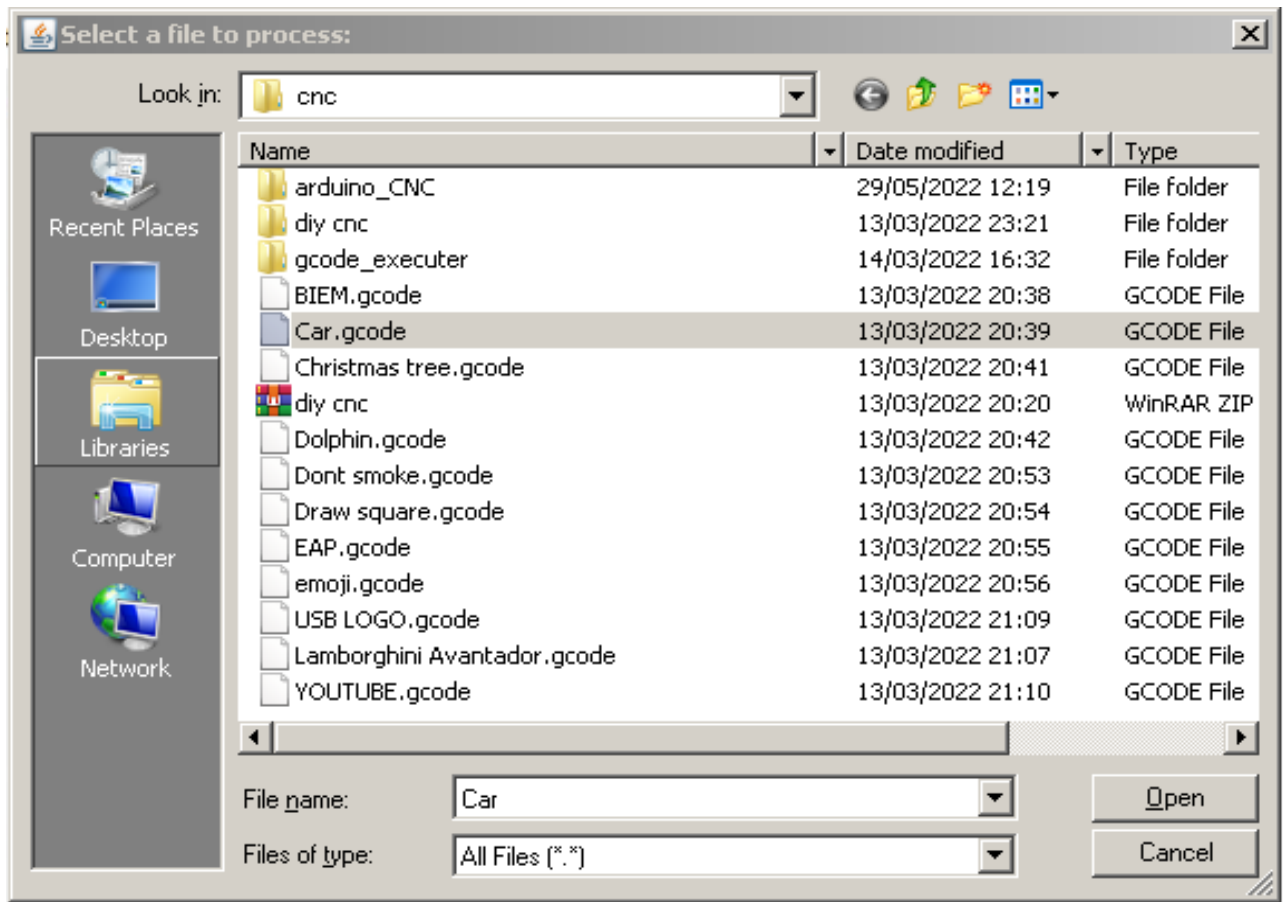 Select a file to process:
Look in: cnc
Name Date modified Type
arduino_CNC 29/05/2022 12:19 File folder
diy cnc 13/03/2022 23:21 File folder
gcode_executer 14/03/2022 16:32 File folder
BIEM.gcode 13/03/2022 20:38 GCODE File
Car.gcode 13/03/2022 20:39 GCODE File
Christmas tree.gcode 13/03/2022 20:41 GCODE File
diy cnc 13/03/2022 20:20 WinRAR ZIP
Dolphin.gcode 13/03/2022 20:42 GCODE File
Dont smoke.gcode 13/03/2022 20:53 GCODE File
Draw square.gcode 13/03/2022 20:54 GCODE File
EAP.gcode 13/03/2022 20:55 GCODE File
emoji.gcode 13/03/2022 20:56 GCODE File
USB LOGO.gcode 13/03/2022 21:09 GCODE File
Lamborghini Avantador.gcode 13/03/2022 21:07 GCODE File
YOUTUBE.gcode 13/03/2022 21:10 GCODE File
Recent Places
Desktop
Libraries
Computer
Network
File name: Car Open
Files of type: All Files (*.*) Cancel